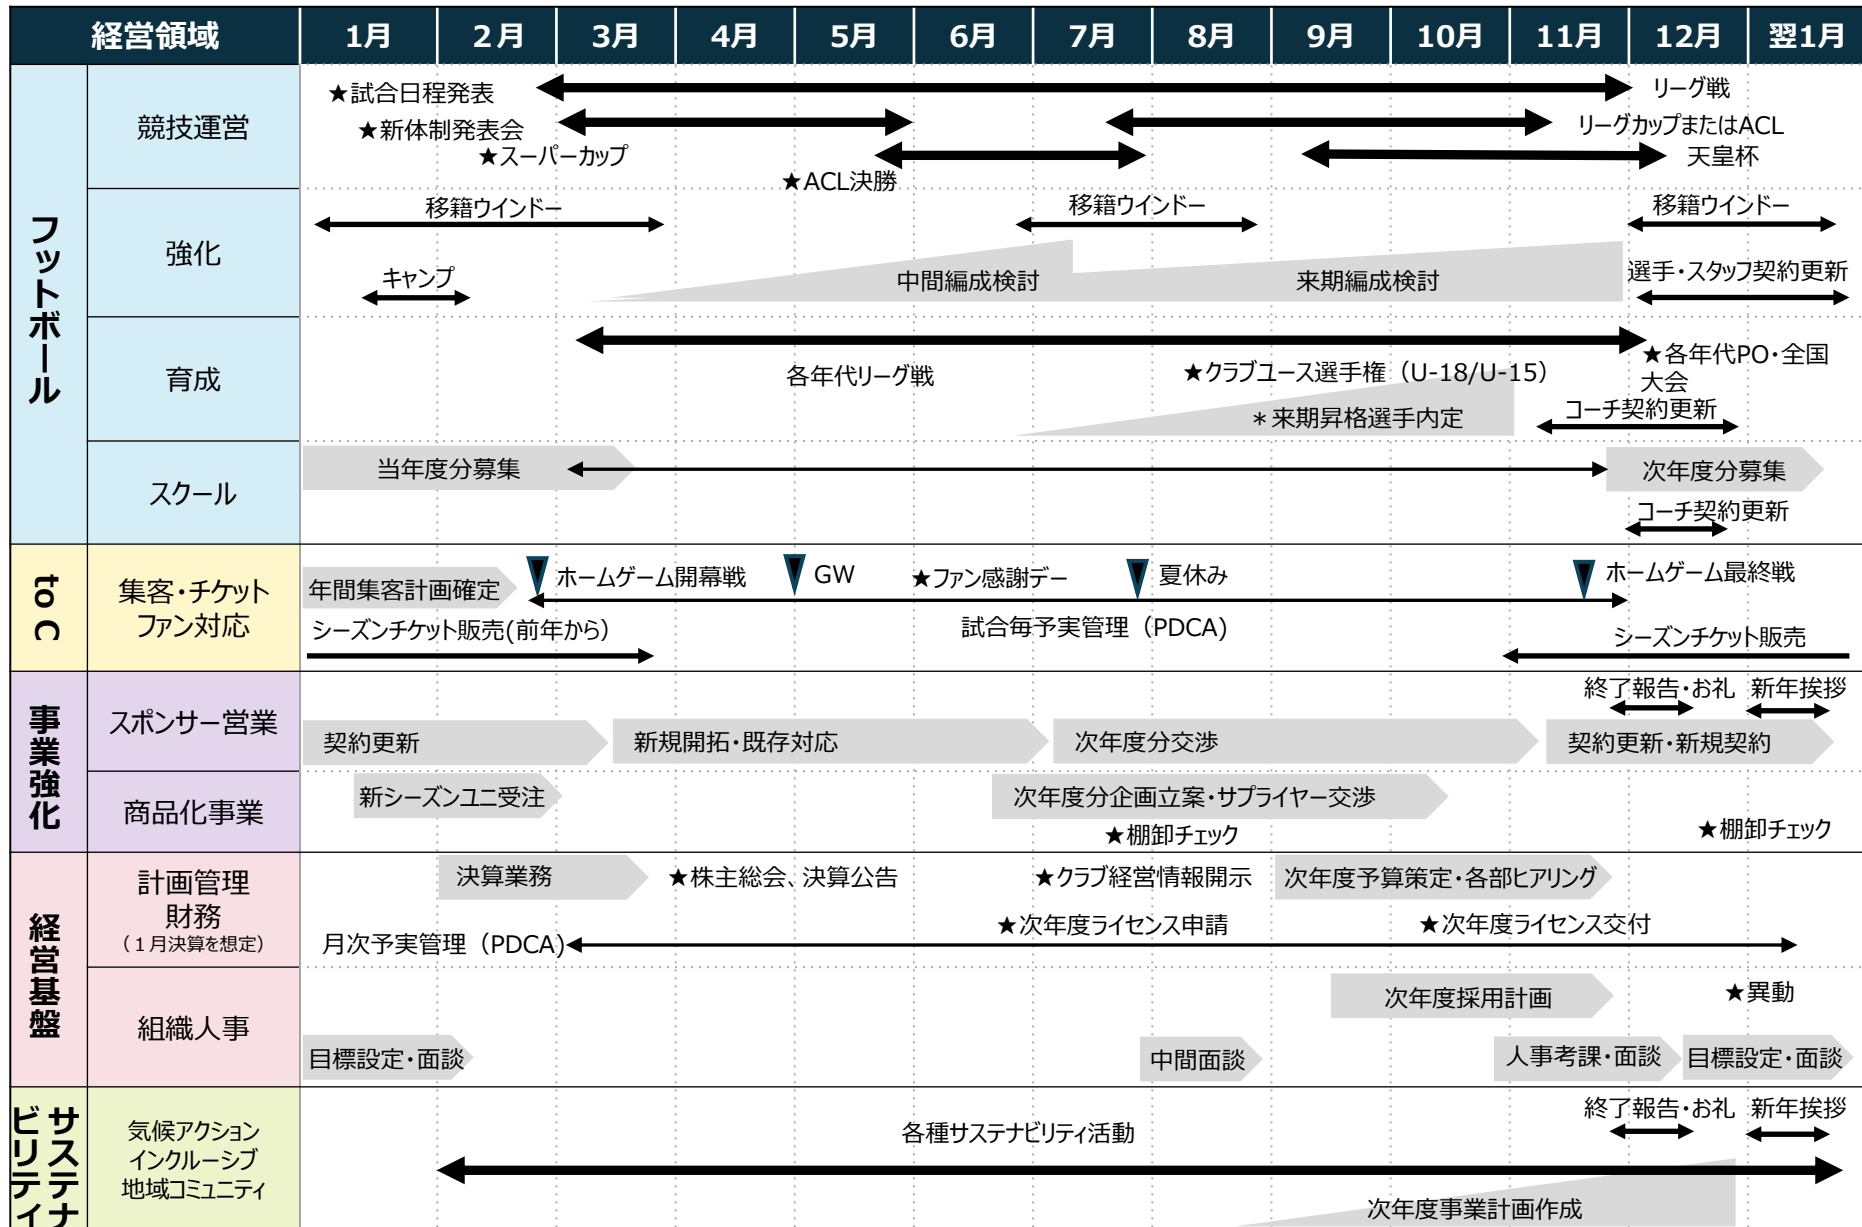 経営領域 1月 2月 3月 4月 5月 6月 7月 8月 9月 10月 11月 12月 翌1月
フットボール
競技運営
★試合日程発表
リーグ戦
★新体制発表会
リーグカップまたはACL
★スーパーカップ
天皇杯
★ACL決勝
強化
移籍ウインドー
移籍ウインドー
移籍ウインドー
キャンプ
中間編成検討
来期編成検討
選手・スタッフ契約更新
育成
各年代リーグ戦
★クラブユース選手権（U-18/U-15）
★各年代PO・全国
大会
＊来期昇格選手内定
コーチ契約更新
スクール
当年度分募集
次年度分募集
コーチ契約更新
to C
集客・チケット
ファン対応
年間集客計画確定
ホームゲーム開幕戦
GW
★ファン感謝デー
夏休み
ホームゲーム最終戦
シーズンチケット販売(前年から)
試合毎予実管理（PDCA)
シーズンチケット販売
事業強化
スポンサー営業
終了報告・お礼
新年挨拶
契約更新
新規開拓・既存対応
次年度分交渉
契約更新・新規契約
商品化事業
新シーズンユニ受注
次年度分企画立案・サプライヤー交渉
★棚卸チェック
★棚卸チェック
経営基盤
計画管理
財務
（１月決算を想定）
決算業務
★株主総会、決算公告
★クラブ経営情報開示
次年度予算策定・各部ヒアリング
★次年度ライセンス申請
★次年度ライセンス交付
月次予実管理（PDCA)
組織人事
次年度採用計画
★異動
目標設定・面談
中間面談
人事考課・面談
目標設定・面談
サステナ
ビリティ
気候アクション
インクルーシブ
地域コミュニティ
終了報告・お礼
新年挨拶
各種サステナビリティ活動
次年度事業計画作成